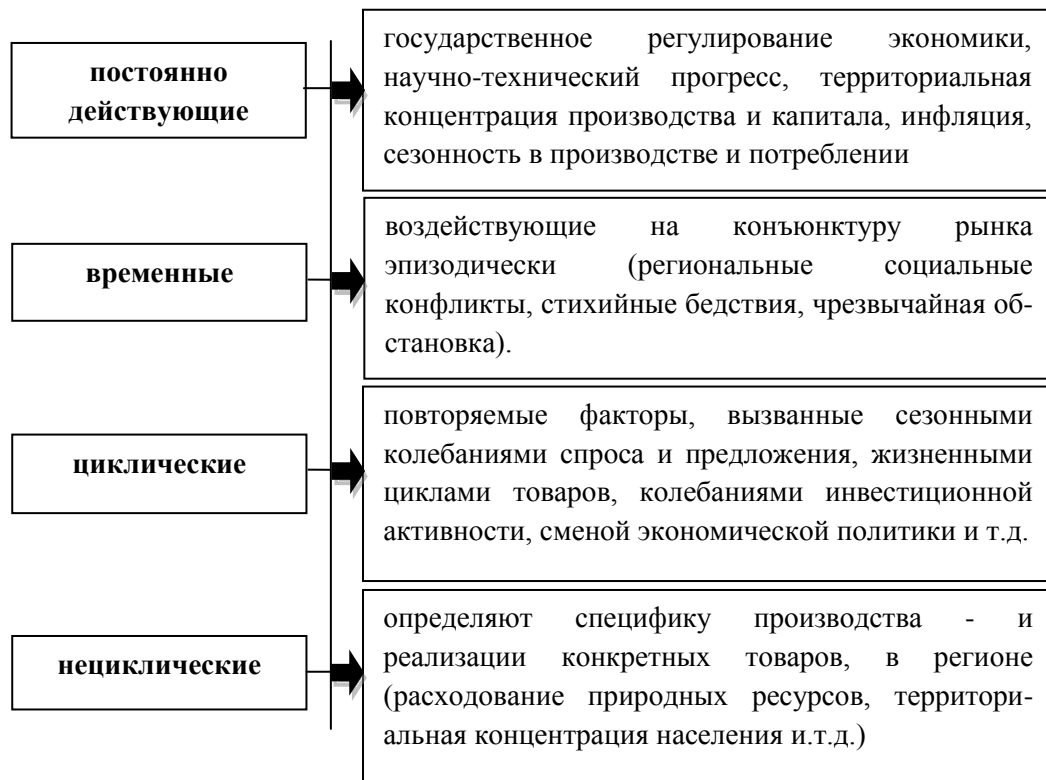 постоянно
действующие
государственное регулирование экономики,
научно-технический прогресс, территориальная
концентрация производства и капитала, инфляция,
сезонность в производстве и потреблении
временные
воздействующие на конъюнктуру рынка
эпизодически (региональные социальные
конфликты, стихийные бедствия, чрезвычайная об-
становка).
циклические
повторяемые факторы, вызванные сезонными
колебаниями спроса и предложения, жизненными
циклами товаров, колебаниями инвестиционной
активности, сменой экономической политики и т.д.
нециклические
определяют специфику производства - и
реализации конкретных товаров, в регионе
(расходование природных ресурсов, территори-
альная концентрация населения и.т.д.)